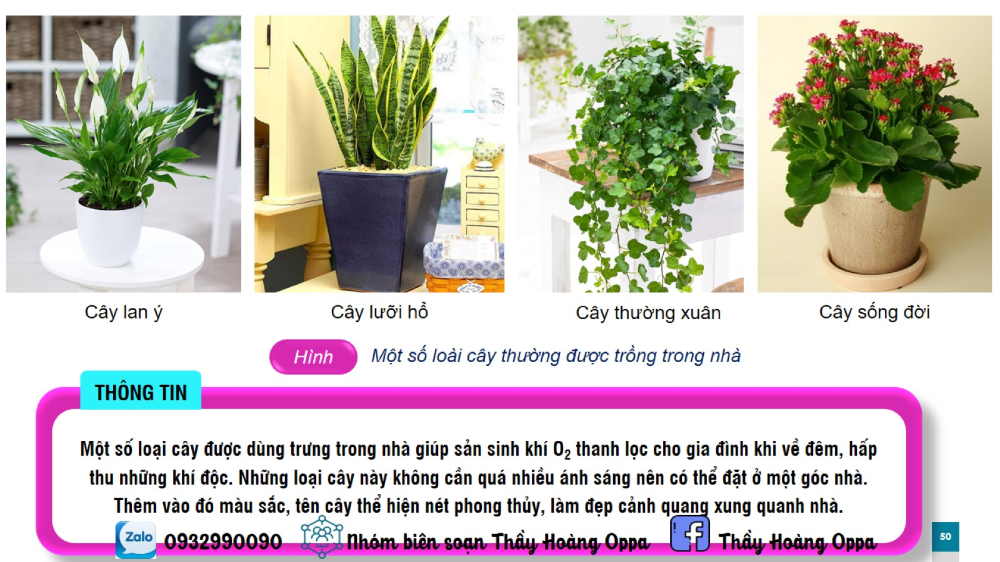 Cây lan ý
Cây lưỡi hổ
Cây thường xuân
Cây sống đời
Hình
Một số loài cây thường được trồng trong nhà
THÔNG TIN
Một số loại cây được dùng trưng trong nhà giúp sản sinh khí O₂ thanh lọc cho gia đình khi về đêm, hấp
thu những khí độc. Những loại cây này không cần quá nhiều ánh sáng nên có thể đặt ở một góc nhà.
Thêm vào đó màu sắc, tên cây thể hiện nét phong thủy, làm đẹp cảnh quang xung quanh nhà.
Zalo
0932990090
Nhóm biên soạn Thầy Hoàng Oppa
Thầy Hoàng Oppa
50